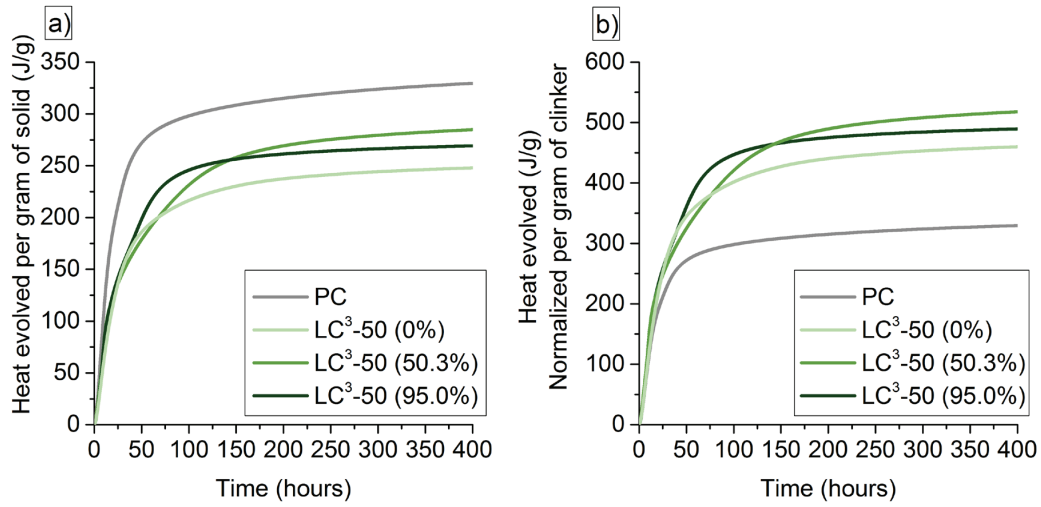 a)
Heat evolved per gram of solid (J/g)
350
300
250
200
150
100
50
0
0 50 100 150 200 250 300 350 400
Time (hours)
PC
LC³-50 (0%)
LC³-50 (50.3%)
LC³-50 (95.0%)
b)
Heat evolved (J/g)
Normalized per gram of clinker
600
500
400
300
200
100
0
0 50 100 150 200 250 300 350 400
Time (hours)
PC
LC³-50 (0%)
LC³-50 (50.3%)
LC³-50 (95.0%)